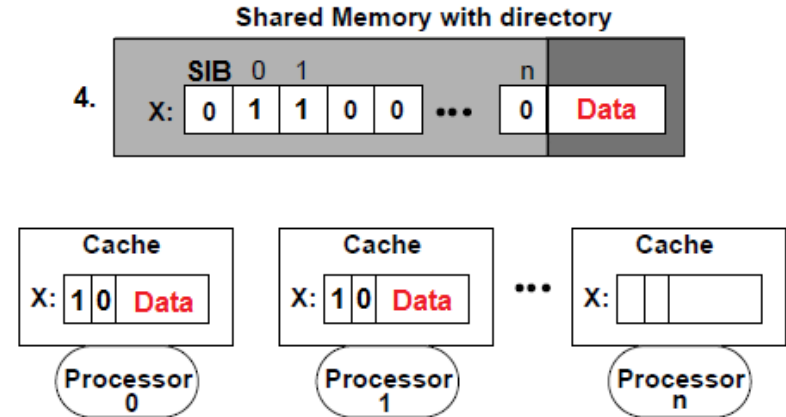 Shared Memory with directory
SIB 0 1 n
4. X: 0 1 1 0 0 ••• 0 Data
Cache Cache Cache
X: 1 0 Data X: 1 0 Data ••• X:
Processor Processor Processor
0 1 n